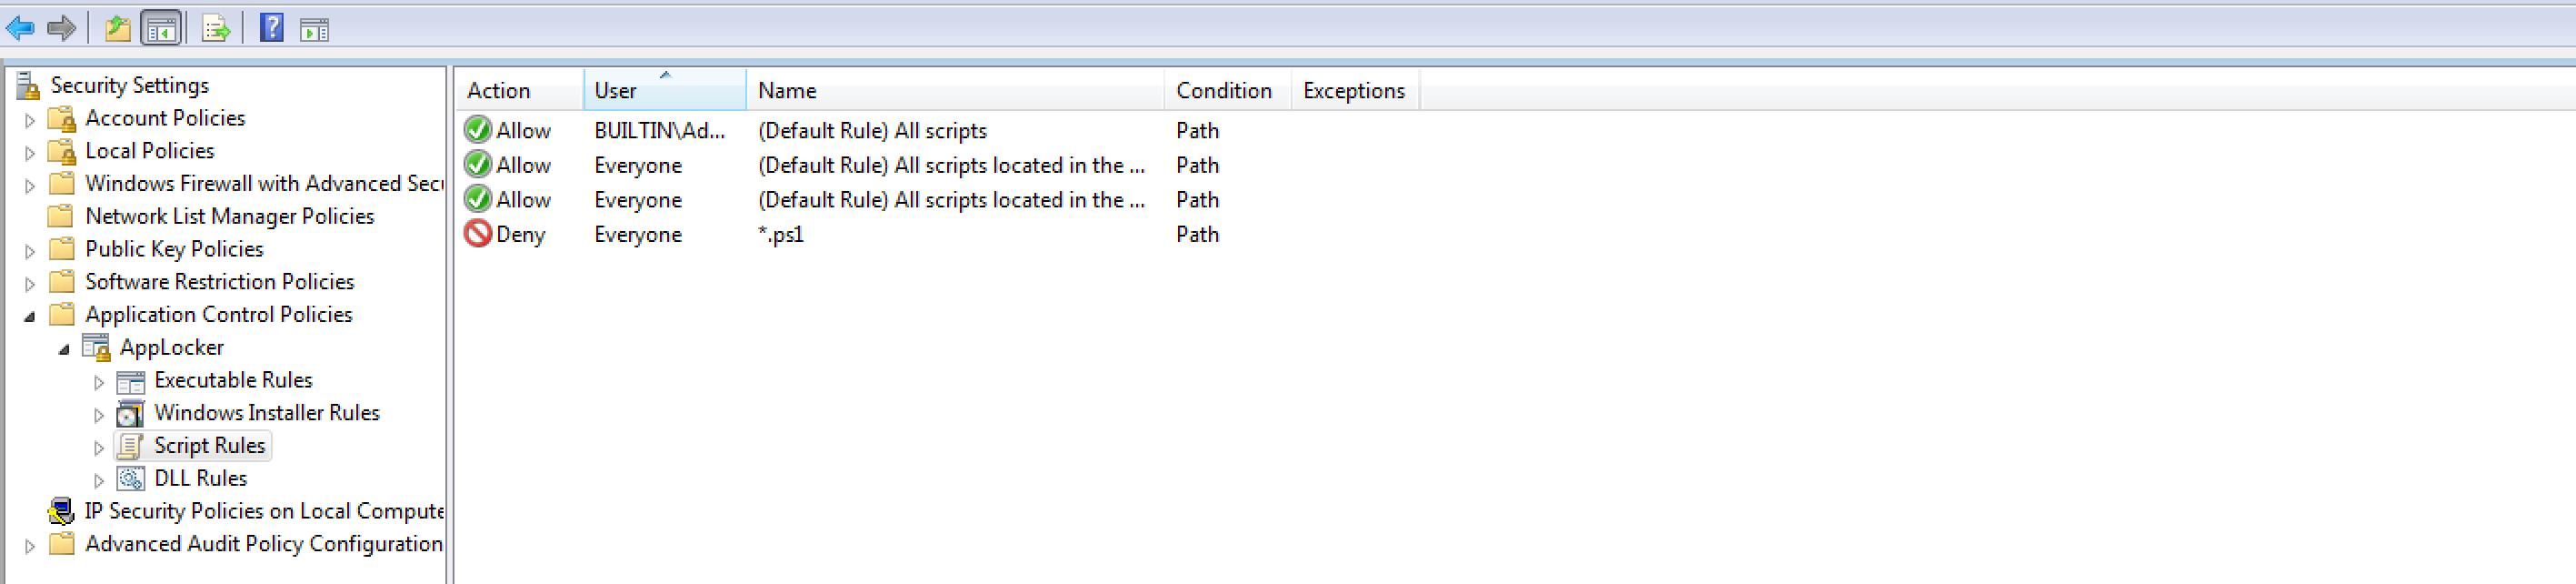 Security Settings
Account Policies
Local Policies
Windows Firewall with Advanced Secu
Network List Manager Policies
Public Key Policies
Software Restriction Policies
Application Control Policies
AppLocker
Executable Rules
Windows Installer Rules
Script Rules
DLL Rules
IP Security Policies on Local Compute
Advanced Audit Policy Configuration
Action User Name Condition Exceptions
Allow BUILTIN\Ad... (Default Rule) All scripts Path
Allow Everyone (Default Rule) All scripts located in the ... Path
Allow Everyone (Default Rule) All scripts located in the ... Path
Deny Everyone *.ps1 Path